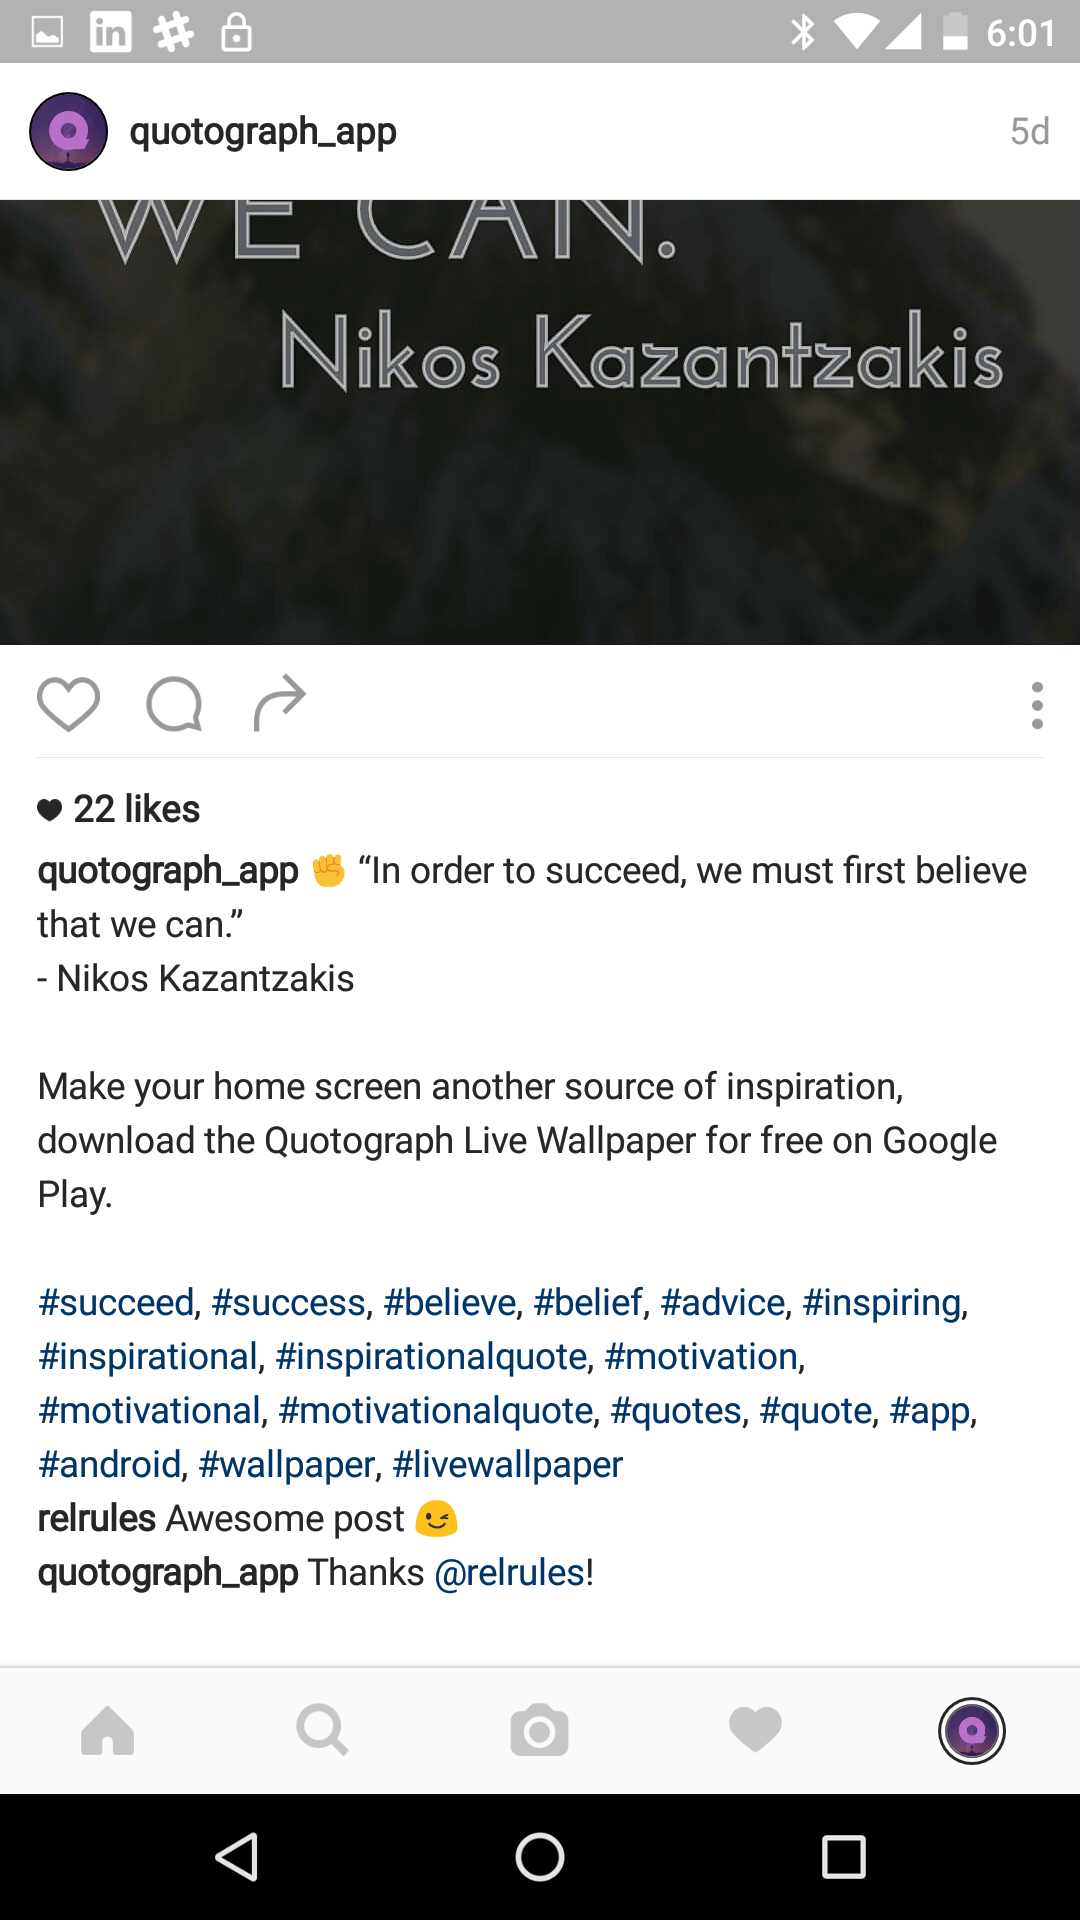 6:01
quotograph_app 5d
WE CAN.
Nikos Kazantzakis
22 likes
quotograph_app ✊ “In order to succeed, we must first believe
that we can.”
- Nikos Kazantzakis
Make your home screen another source of inspiration,
download the Quotograph Live Wallpaper for free on Google
Play.
#succeed, #success, #believe, #belief, #advice, #inspiring,
#inspirational, #inspirationalquote, #motivation,
#motivational, #motivationalquote, #quotes, #quote, #app,
#android, #wallpaper, #livewallpaper
relrules Awesome post 😉
quotograph_app Thanks @relrules!